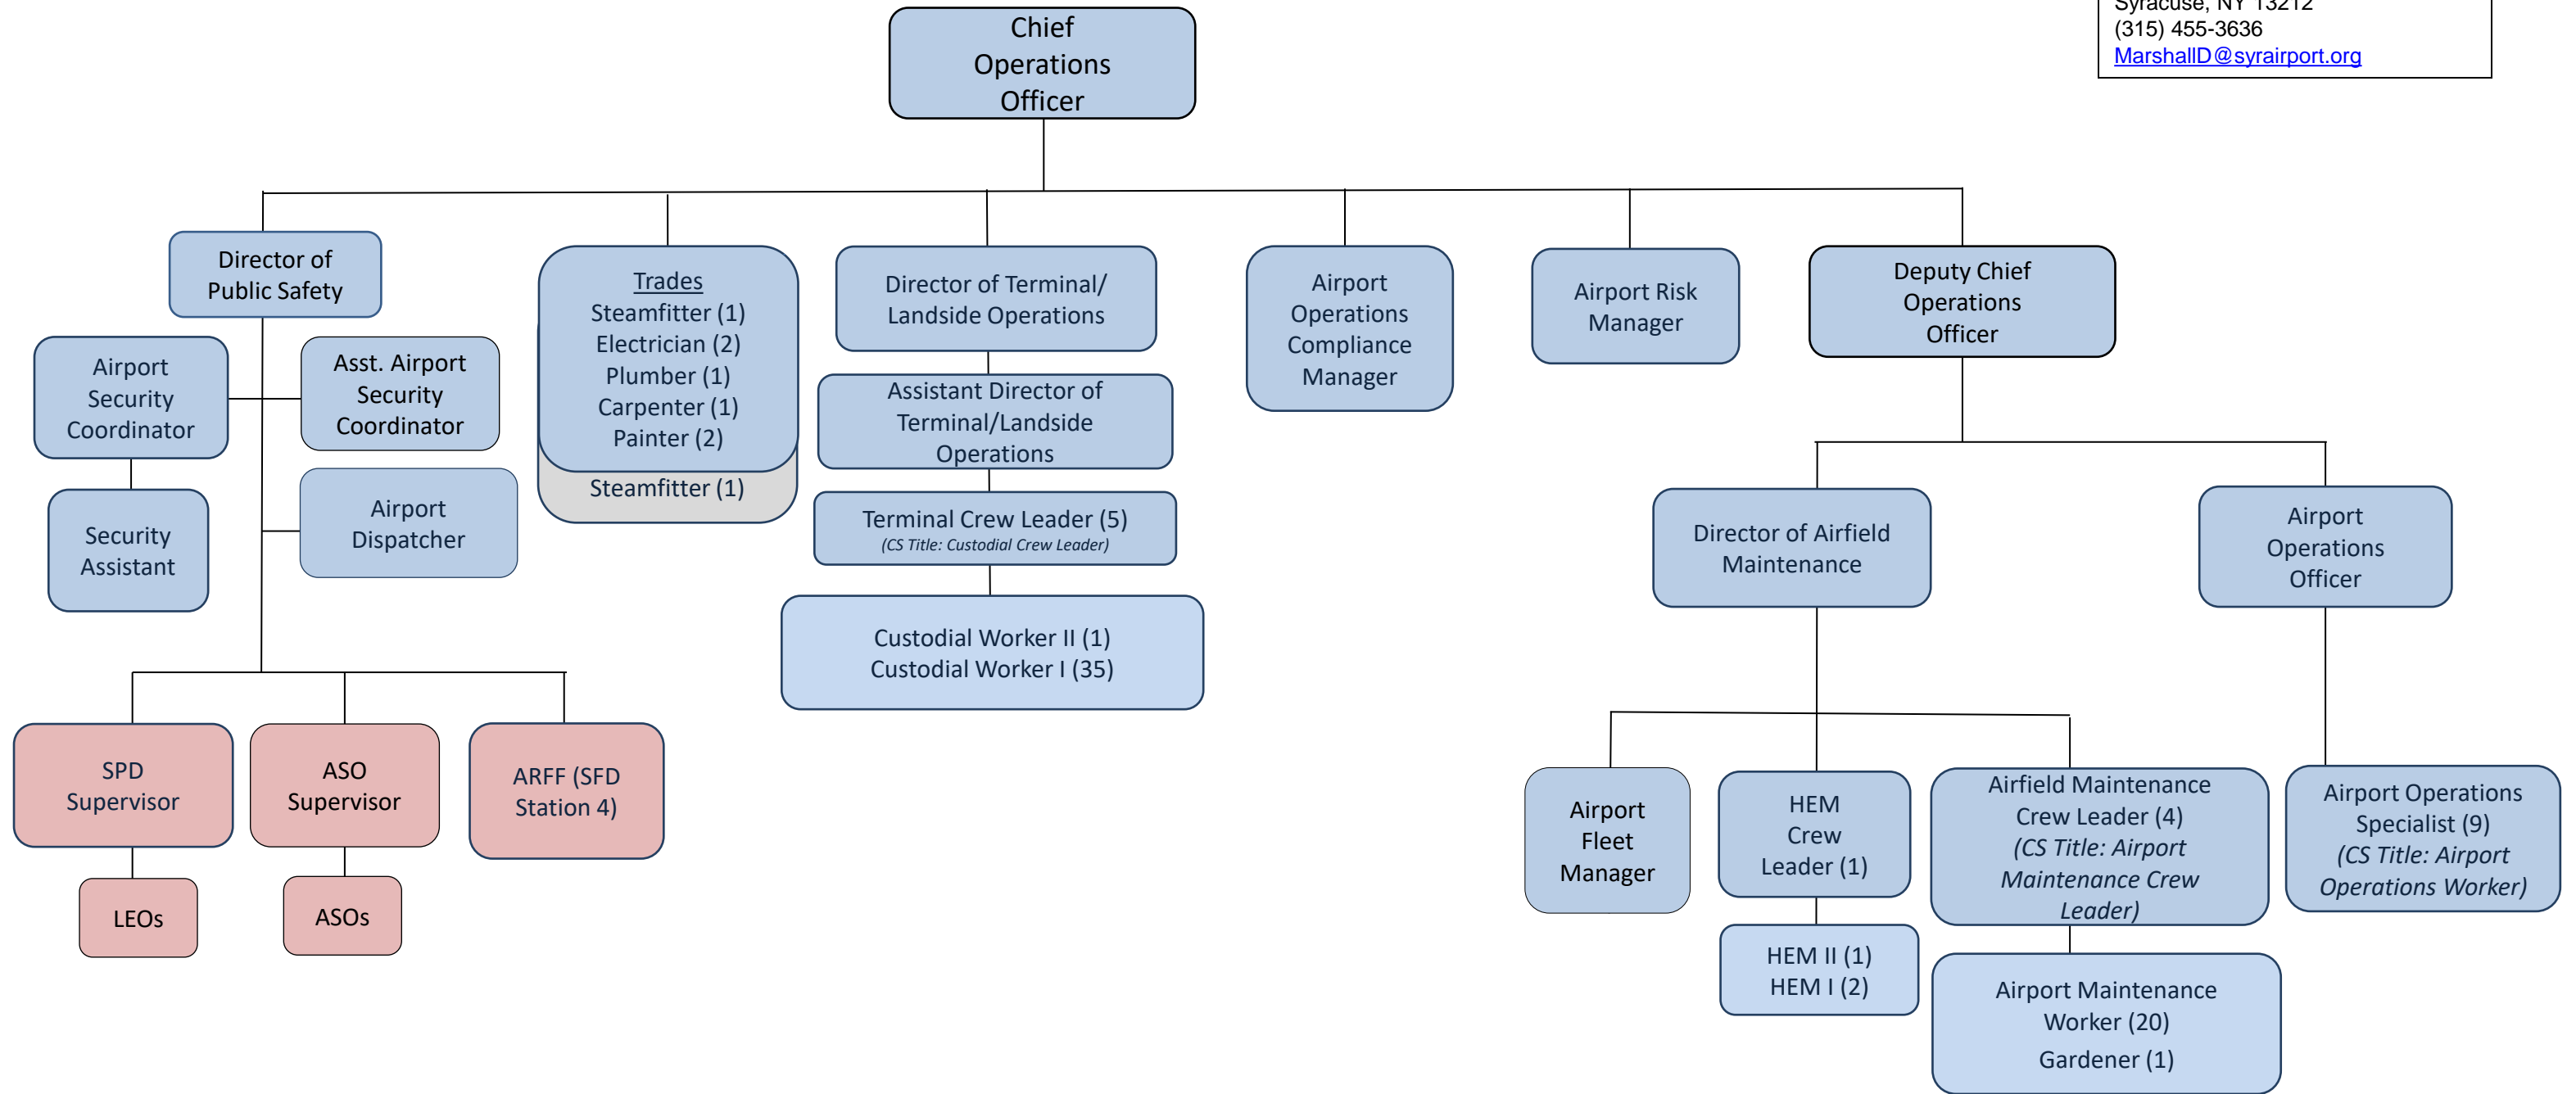 Syracuse, NY 13212
(315) 455-3636
MarshallD@syrairport.org
Chief
Operations
Officer
Director of
Public Safety
Airport
Security
Coordinator
Asst. Airport
Security
Coordinator
Security
Assistant
Airport
Dispatcher
SPD
Supervisor
ASO
Supervisor
ARFF (SFD
Station 4)
LEOs
ASOs
Trades
Steamfitter (1)
Electrician (2)
Plumber (1)
Carpenter (1)
Painter (2)
Steamfitter (1)
Director of Terminal/
Landside Operations
Assistant Director of
Terminal/Landside
Operations
Terminal Crew Leader (5)
(CS Title: Custodial Crew Leader)
Custodial Worker II (1)
Custodial Worker I (35)
Airport
Operations
Compliance
Manager
Airport Risk
Manager
Deputy Chief
Operations
Officer
Director of Airfield
Maintenance
Airport
Operations
Officer
Airport
Fleet
Manager
HEM
Crew
Leader (1)
HEM II (1)
HEM I (2)
Airfield Maintenance
Crew Leader (4)
(CS Title: Airport
Maintenance Crew
Leader)
Airport Maintenance
Worker (20)
Gardener (1)
Airport Operations
Specialist (9)
(CS Title: Airport
Operations Worker)